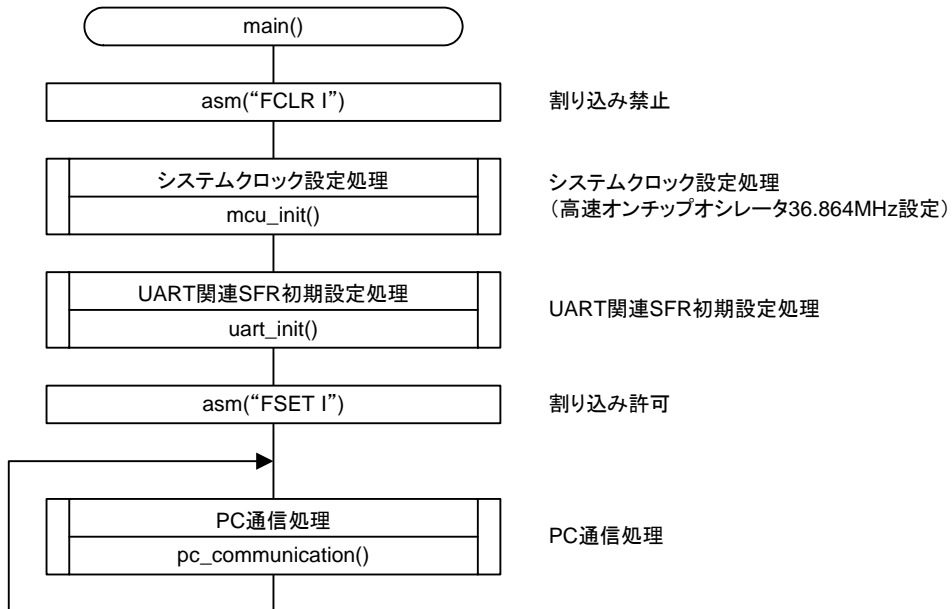 main()
asm(“FCLR I”)
割り込み禁止
システムクロック設定処理
mcu_init()
システムクロック設定処理
（高速オンチップオシレータ36.864MHz設定）
UART関連SFR初期設定処理
uart_init()
UART関連SFR初期設定処理
asm(“FSET I”)
割り込み許可
PC通信処理
pc_communication()
PC通信処理